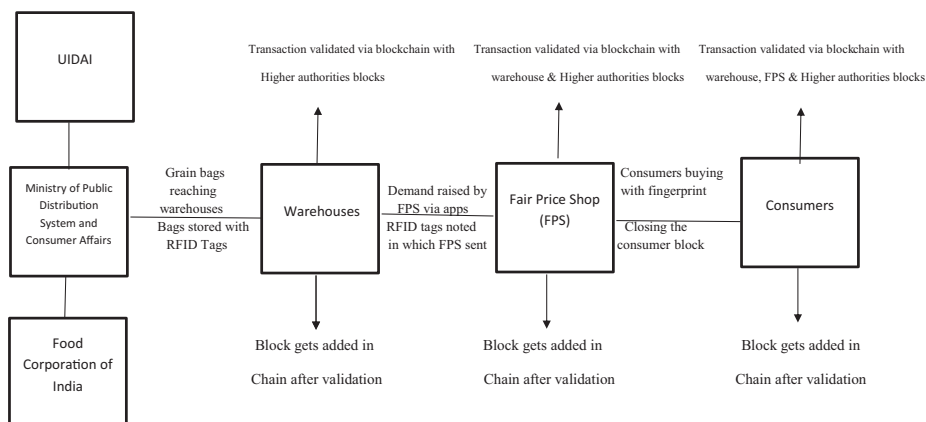 UIDAI
Ministry of Public
Distribution
System and
Consumer Affairs
Food
Corporation of
India
Grain bags
reaching
warehouses
Bags stored with
RFID Tags
Transaction validated via blockchain with
Higher authorities blocks
Warehouses
Block gets added in
Chain after validation
Demand raised by
FPS via apps
RFID tags noted
in which FPS sent
Transaction validated via blockchain with
warehouse & Higher authorities blocks
Fair Price Shop
(FPS)
Block gets added in
Chain after validation
Consumers buying
with fingerprint
Closing the
consumer block
Transaction validated via blockchain with
warehouse, FPS & Higher authorities blocks
Consumers
Block gets added in
Chain after validation